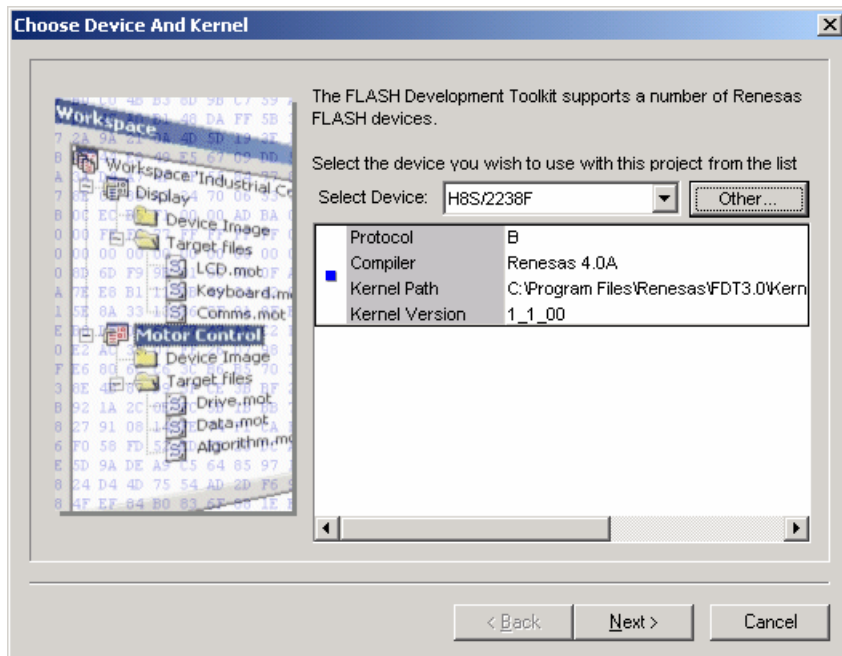 Choose Device And Kernel
The FLASH Development Toolkit supports a number of Renesas
FLASH devices.
Select the device you wish to use with this project from the list
Select Device: H8S/2238F Other...
Protocol B
Compiler Renesas 4.0A
Kernel Path C:\Program Files\Renesas\FDT3.0\Kern
Kernel Version 1_1_00
Workspace
Workspace 'Industrial Ce
Display
Device Image
Target files
LCD.mot
Keyboard.m
Comms.mot
Motor Control
Device Image
Target files
Drive.mot
Data.mot
Algorithm.m
< Back Next > Cancel